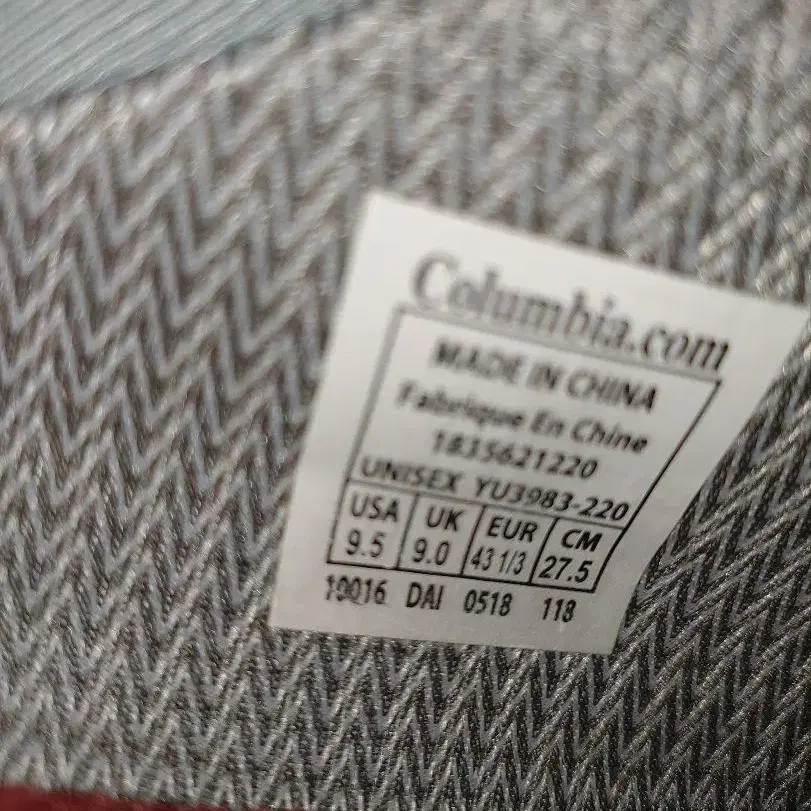 Columbia.com
MADE IN CHINA
Fabrique En Chine
1835621220
UNISEX YU3983-220
USA UK EUR CM
9.5 9.0 43 1/3 27.5
10016 DAI 0518 118